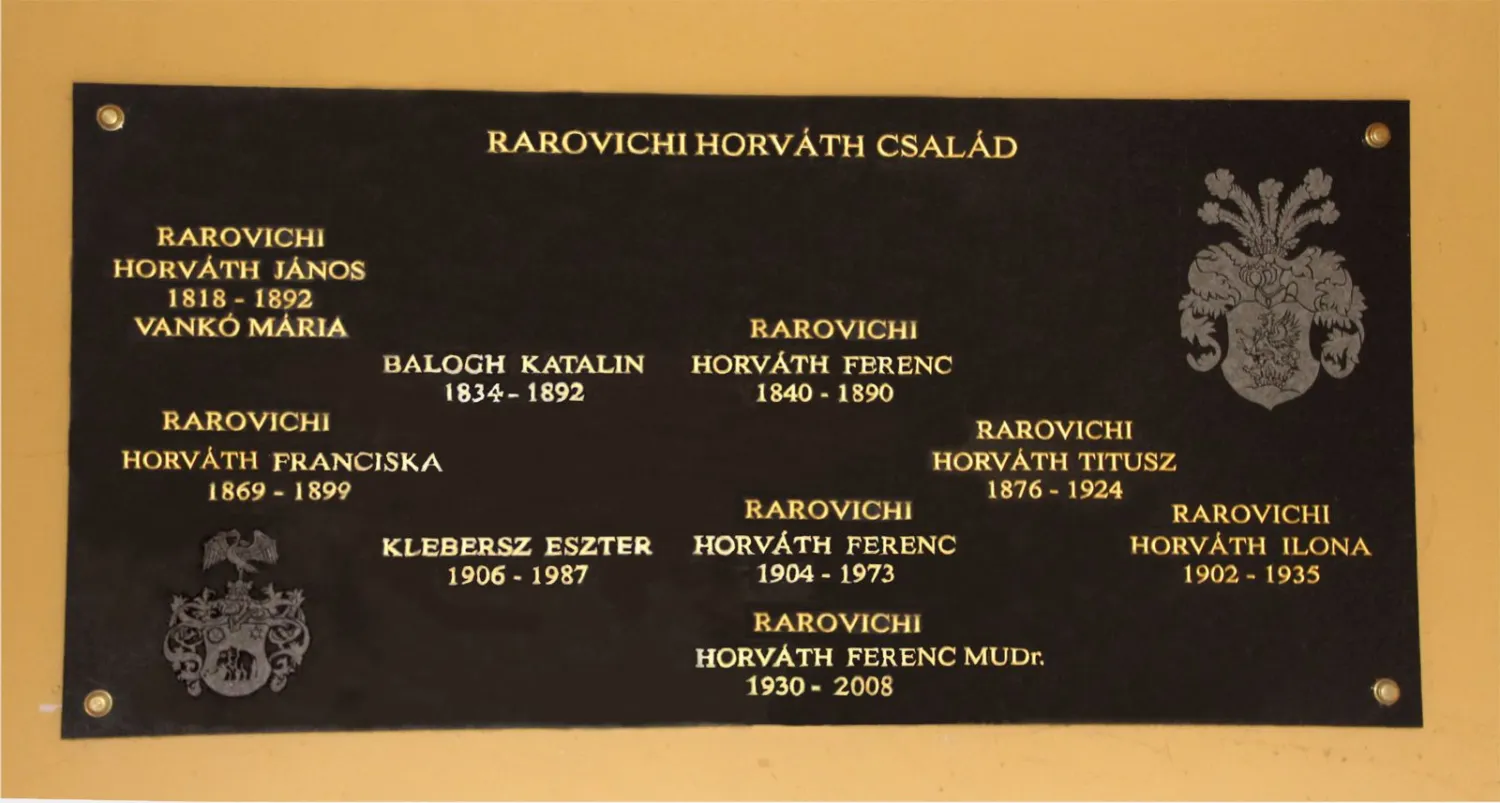 RAROVICHI HORVÁTH CSALÁD
RAROVICHI
HORVÁTH JÁNOS
1818 - 1892
VANKÓ MÁRIA
BALOGH KATALIN
1834 - 1892
RAROVICHI
HORVÁTH FERENC
1840 - 1890
RAROVICHI
HORVÁTH FRANCISKA
1869 - 1899
RAROVICHI
HORVÁTH TITUSZ
1876 - 1924
KLEBERSZ ESZTER
1906 - 1987
RAROVICHI
HORVÁTH FERENC
1904 - 1973
RAROVICHI
HORVÁTH ILONA
1902 - 1935
RAROVICHI
HORVÁTH FERENC MUDr.
1930 - 2008